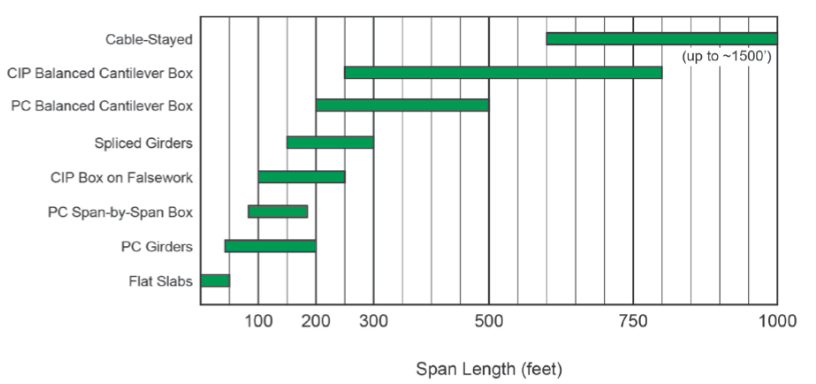 Cable-Stayed
(up to ~1500')
CIP Balanced Cantilever Box
PC Balanced Cantilever Box
Spliced Girders
CIP Box on Falsework
PC Span-by-Span Box
PC Girders
Flat Slabs
100 200 300 500 750 1000
Span Length (feet)